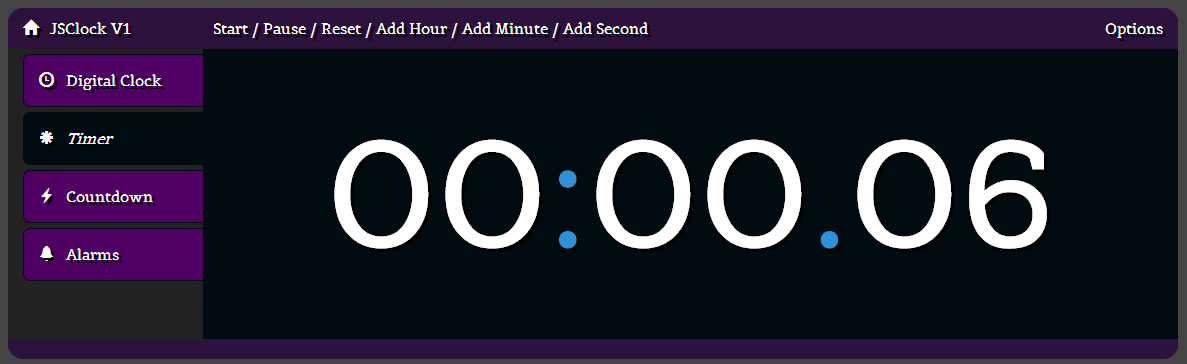 JSClock V1
Start / Pause / Reset / Add Hour / Add Minute / Add Second
Options
Digital Clock
Timer
Countdown
Alarms
00:00.06